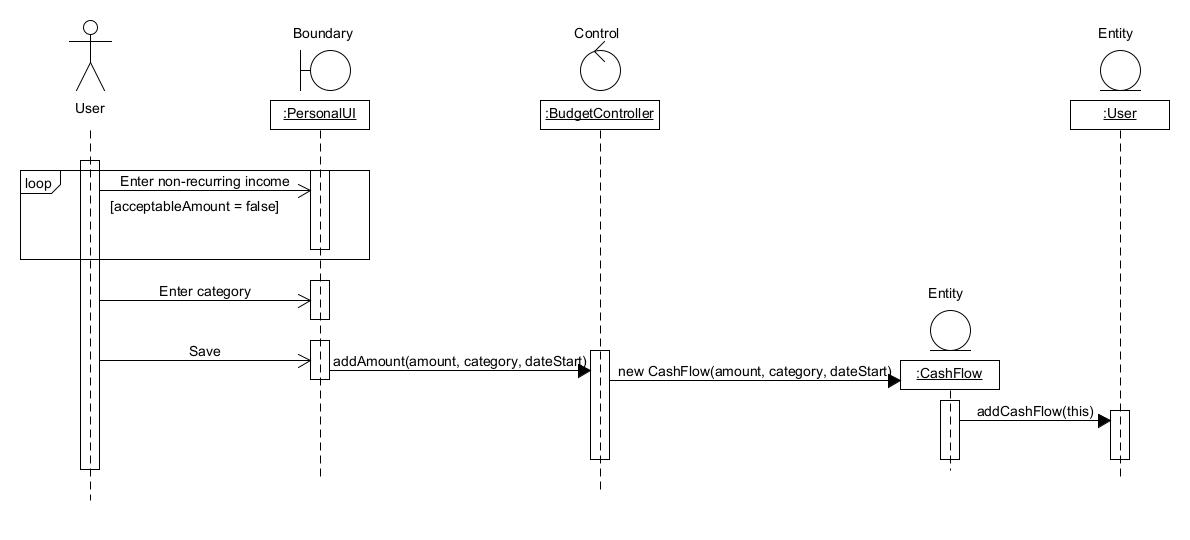 Boundary
Control
Entity
User
:PersonalUI
:BudgetController
:User
loop
Enter non-recurring income
[acceptableAmount = false]
Enter category
Entity
Save
addAmount(amount, category, dateStart)
new CashFlow(amount, category, dateStart)
:CashFlow
addCashFlow(this)